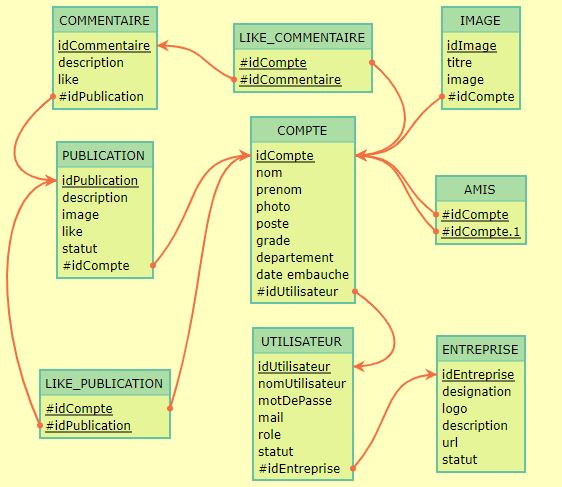 COMMENTAIRE
idCommentaire
description
like
#idPublication
LIKE_COMMENTAIRE
#idCompte
#idCommentaire
IMAGE
idImage
titre
image
#idCompte
PUBLICATION
idPublication
description
image
like
statut
#idCompte
COMPTE
idCompte
nom
prenom
photo
poste
grade
departement
date embauche
#idUtilisateur
AMIS
#idCompte
#idCompte.1
LIKE_PUBLICATION
#idCompte
#idPublication
UTILISATEUR
idUtilisateur
nomUtilisateur
motDePasse
mail
role
statut
#idEntreprise
ENTREPRISE
idEntreprise
designation
logo
description
url
statut